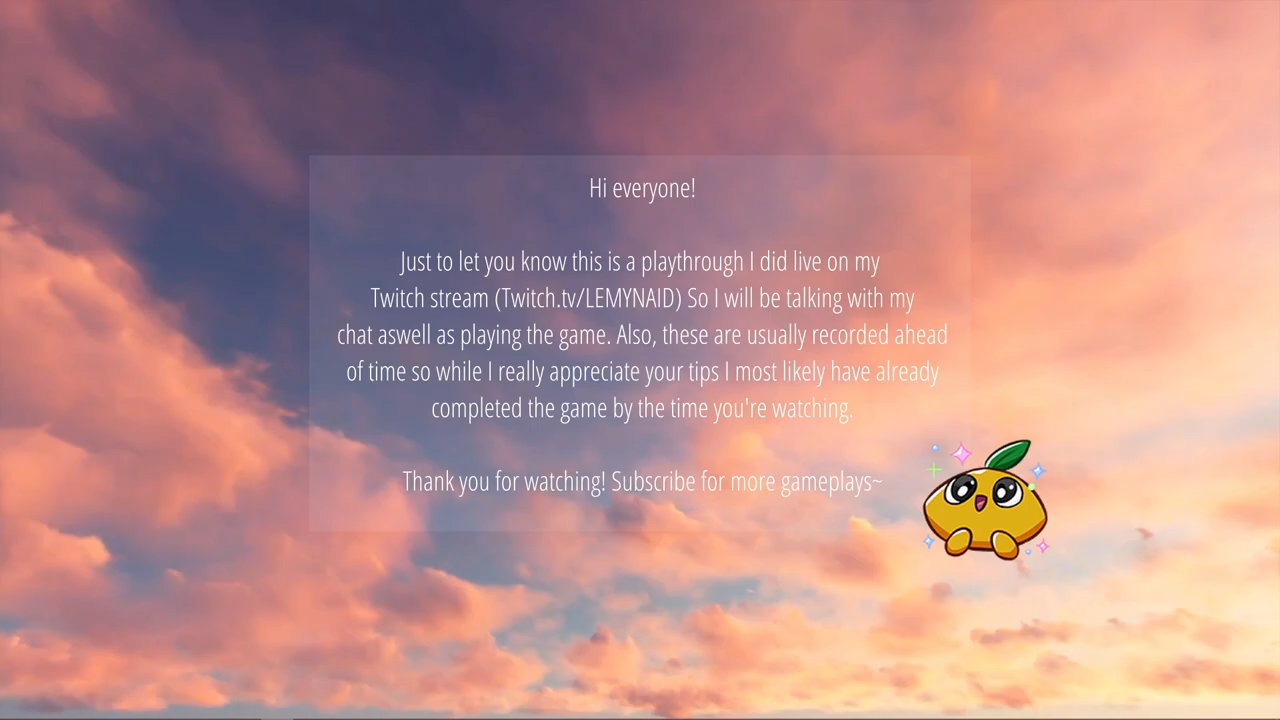 Hi everyone!
Just to let you know this is a playthrough I did live on my
Twitch stream (Twitch.tv/LEMYNAID) So I will be talking with my
chat aswell as playing the game. Also, these are usually recorded ahead
of time so while I really appreciate your tips I most likely have already
completed the game by the time you're watching.
Thank you for watching! Subscribe for more gameplays~